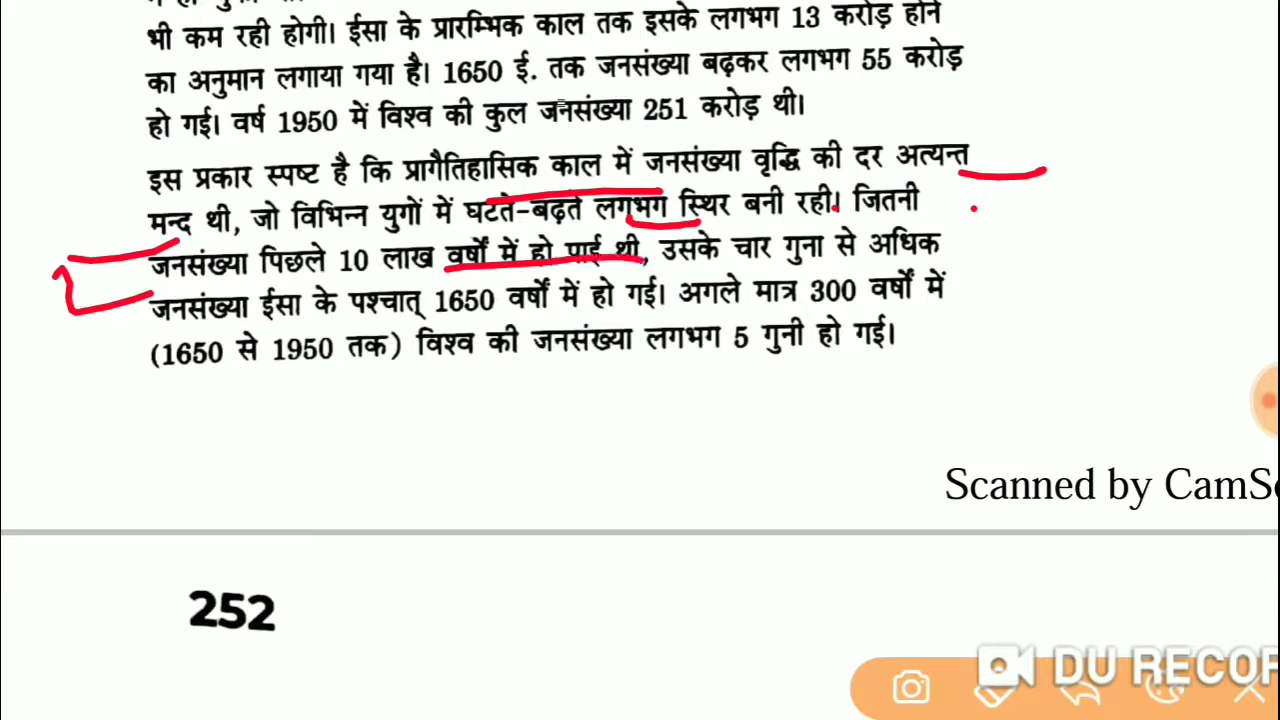 भी कम रही होगी। ईसा के प्रारम्भिक काल तक इसके लगभग 13 करोड़ होने
का अनुमान लगाया गया है। 1650 ई. तक जनसंख्या बढ़कर लगभग 55 करोड़
हो गई। वर्ष 1950 में विश्व की कुल जनसंख्या 251 करोड़ थी।
इस प्रकार स्पष्ट है कि प्रागैतिहासिक काल में जनसंख्या वृद्धि की दर अत्यन्त
मन्द थी, जो विभिन्न युगों में घटते-बढ़ते लगभग स्थिर बनी रही। जितनी
जनसंख्या पिछले 10 लाख वर्षों में हो पाई थी, उसके चार गुना से अधिक
जनसंख्या ईसा के पश्चात् 1650 वर्षों में हो गई। अगले मात्र 300 वर्षों में
(1650 से 1950 तक) विश्व की जनसंख्या लगभग 5 गुनी हो गई।
Scanned by CamSc
252
DU RECOR